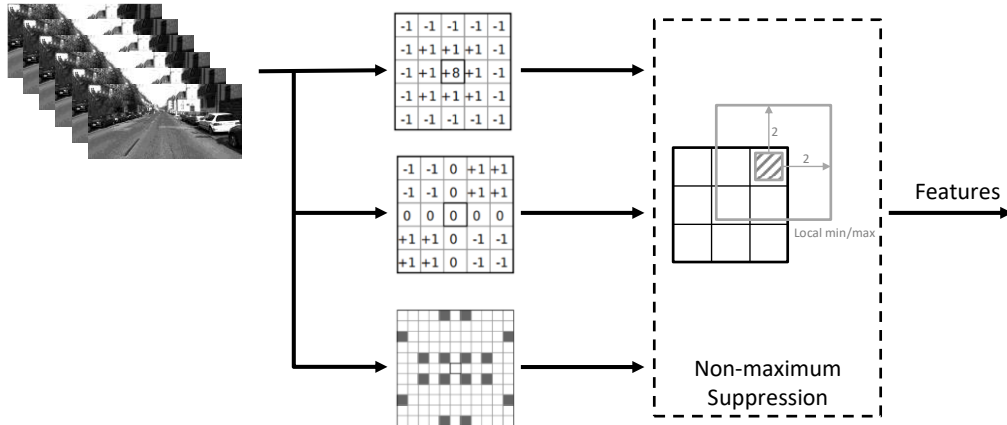 -1 -1 -1 -1 -1
-1 +1 +1 +1 -1
-1 +1 +8 +1 -1
-1 +1 +1 +1 -1
-1 -1 -1 -1 -1
-1 -1 0 +1 +1
-1 -1 0 +1 +1
0 0 0 0 0
+1 +1 0 -1 -1
+1 +1 0 -1 -1
2
2
Local min/max
Non-maximum
Suppression
Features